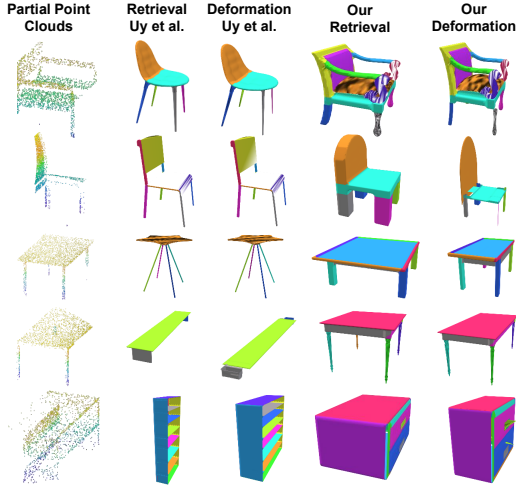 Partial Point Clouds
Retrieval Uy et al.
Deformation Uy et al.
Our Retrieval
Our Deformation